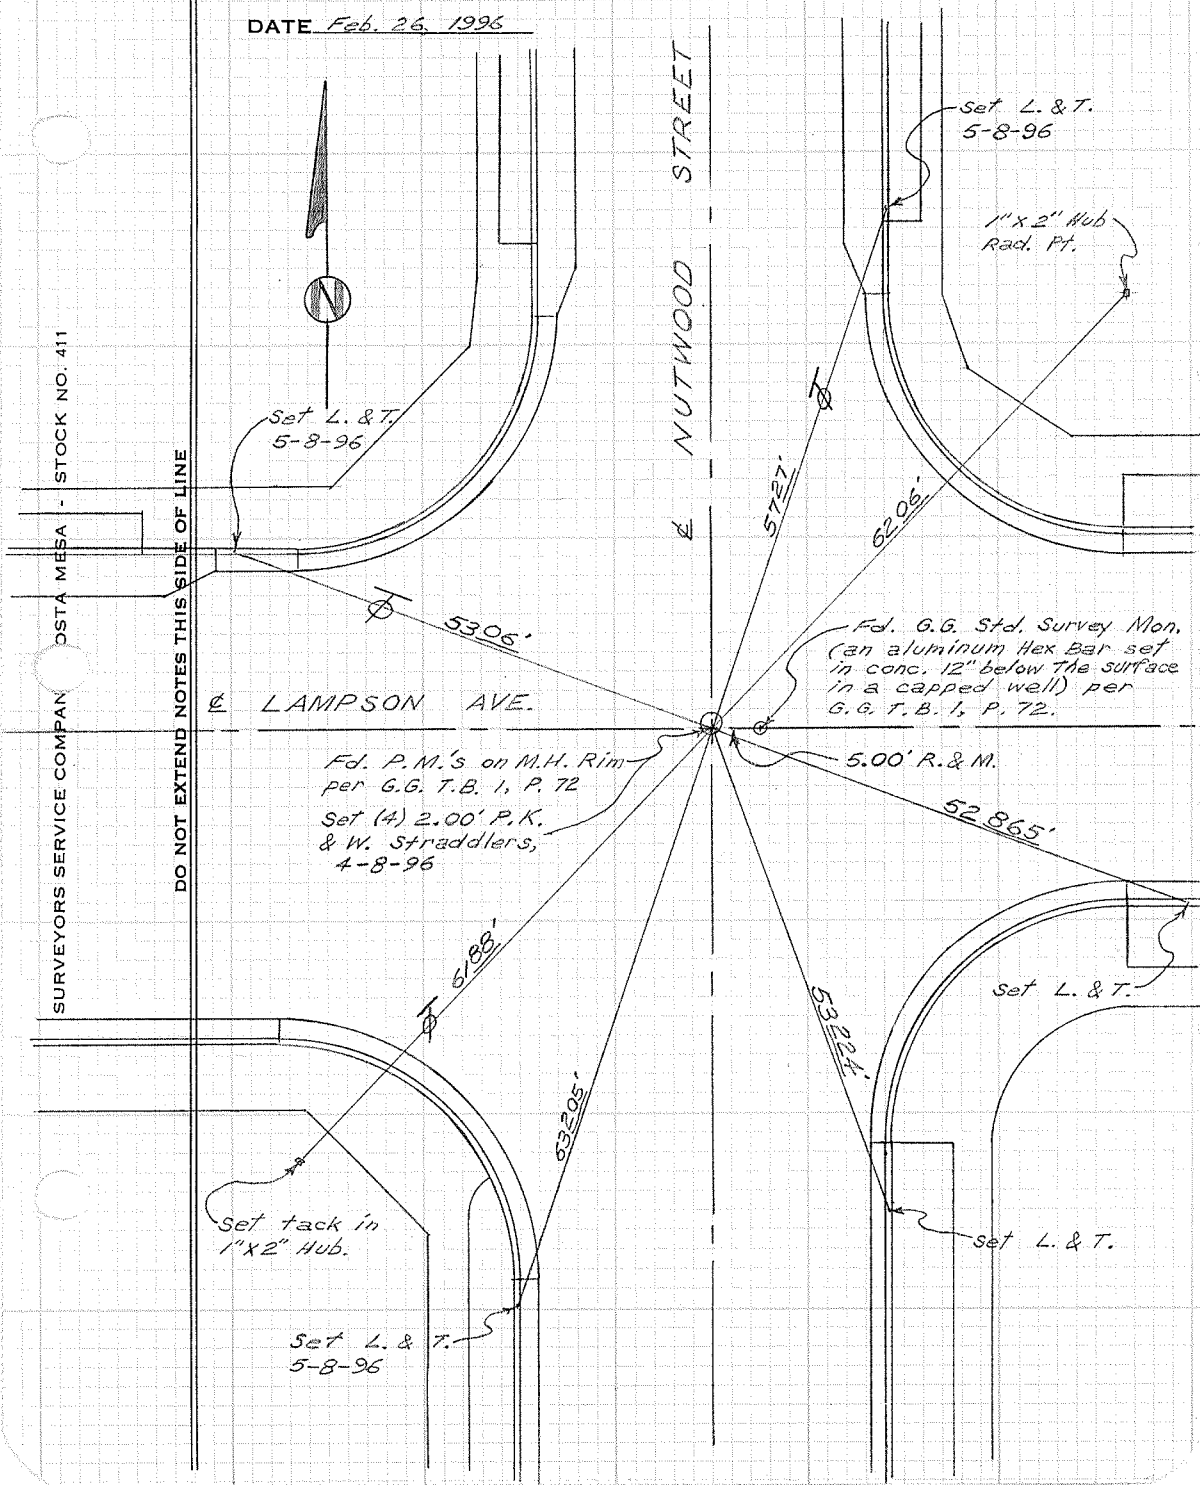 DATE Feb. 26, 1996
SURVEYORS SERVICE COMPAN OSTA MESA - STOCK NO. 411
DO NOT EXTEND NOTES THIS SIDE OF LINE
N
℄ NUTWOOD STREET
Set L. & T.
5-8-96
1" X 2" Hub
Rad. Pt.
Set L. & T.
5-8-96
57.27'
62.06'
53.06'
Fd. G.G. Std. Survey Mon.
(an aluminum Hex Bar set
in conc. 12" below the surface
in a capped well) per
G.G. T.B. 1, P. 72.
℄ LAMPSON AVE.
Fd. P.M.'s on M.H. Rim
per G.G. T.B. 1, P. 72
Set (4) 2.00' P.K.
& W. Straddlers,
4-8-96
5.00' R. & M.
52.865'
61.88'
53.224'
63.205'
Set L. & T.
Set tack in
1" X 2" Hub.
Set L. & T.
Set L. & T.
5-8-96